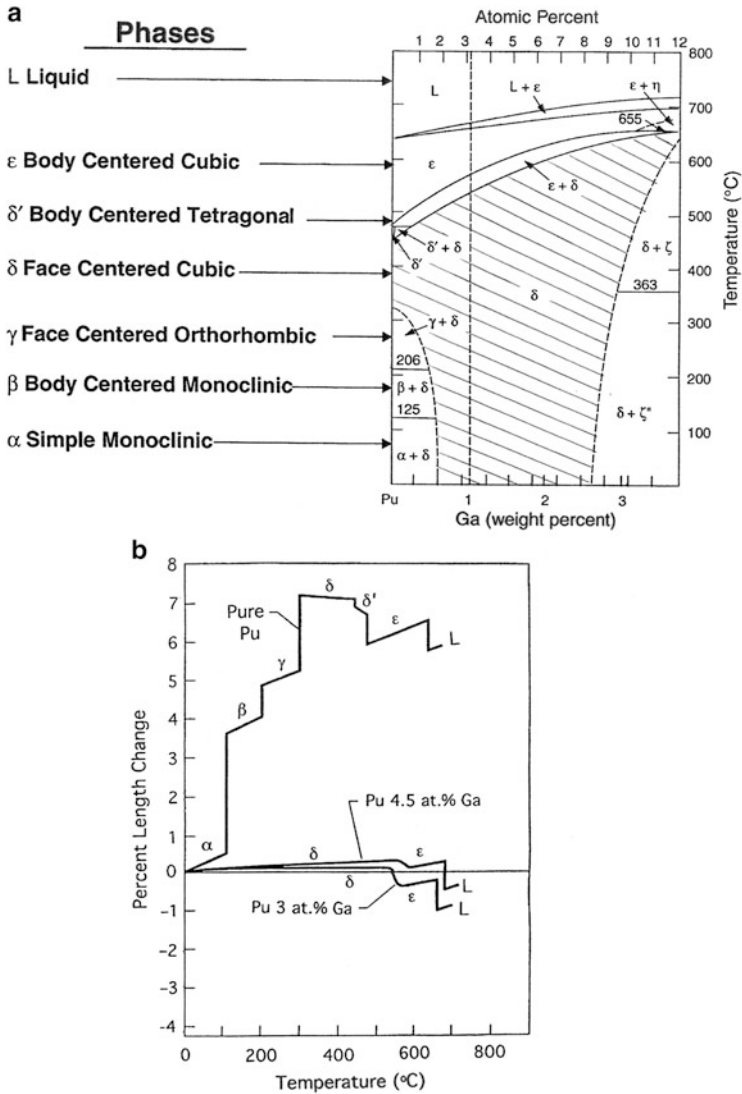 a
Phases
L Liquid
ε Body Centered Cubic
δ′ Body Centered Tetragonal
δ Face Centered Cubic
γ Face Centered Orthorhombic
β Body Centered Monoclinic
α Simple Monoclinic
Atomic Percent
1 2 3 4 5 6 7 8 9 10 11 12
800
700
600
500
400
300
200
100
Temperature (°C)
L
L + ε
ε + η
655
ε
ε + δ
δ′ + δ
δ′
δ + ζ
363
δ
γ + δ
206
β + δ
125
δ + ζ"
α + δ
Pu 1 2 3
Ga (weight percent)
b
8
7
6
5
4
3
2
1
0
-1
-2
-3
-4
Percent Length Change
δ
δ'
Pure
Pu
ε
L
γ
β
Pu 4.5 at.% Ga
α
δ
ε
δ
L
Pu 3 at.% Ga
ε
L
0 200 400 600 800
Temperature (°C)